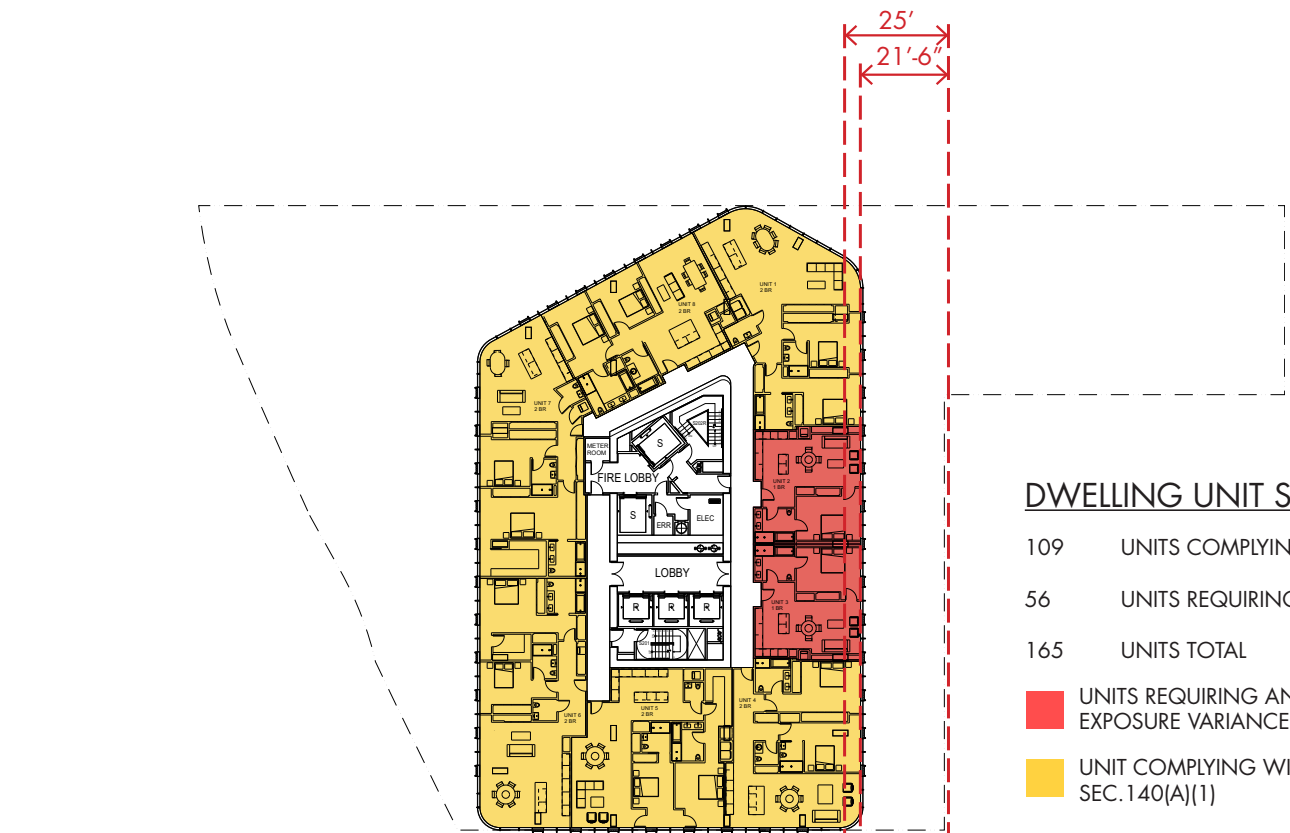 25'
21'-6"
UNIT 1
2 BR
UNIT 8
2 BR
UNIT 7
2 BR
METER
ROOM
S
FIRE LOBBY
UNIT 2
1 BR
S
ERR
ELEC
LOBBY
R
R
R
UNIT 3
1 BR
UNIT 4
2 BR
UNIT 5
2 BR
UNIT 6
2 BR
DWELLING UNIT S
109 UNITS COMPLYIN
56 UNITS REQUIRING
165 UNITS TOTAL
UNITS REQUIRING AN
EXPOSURE VARIANCE
UNIT COMPLYING WI
SEC.140(A)(1)